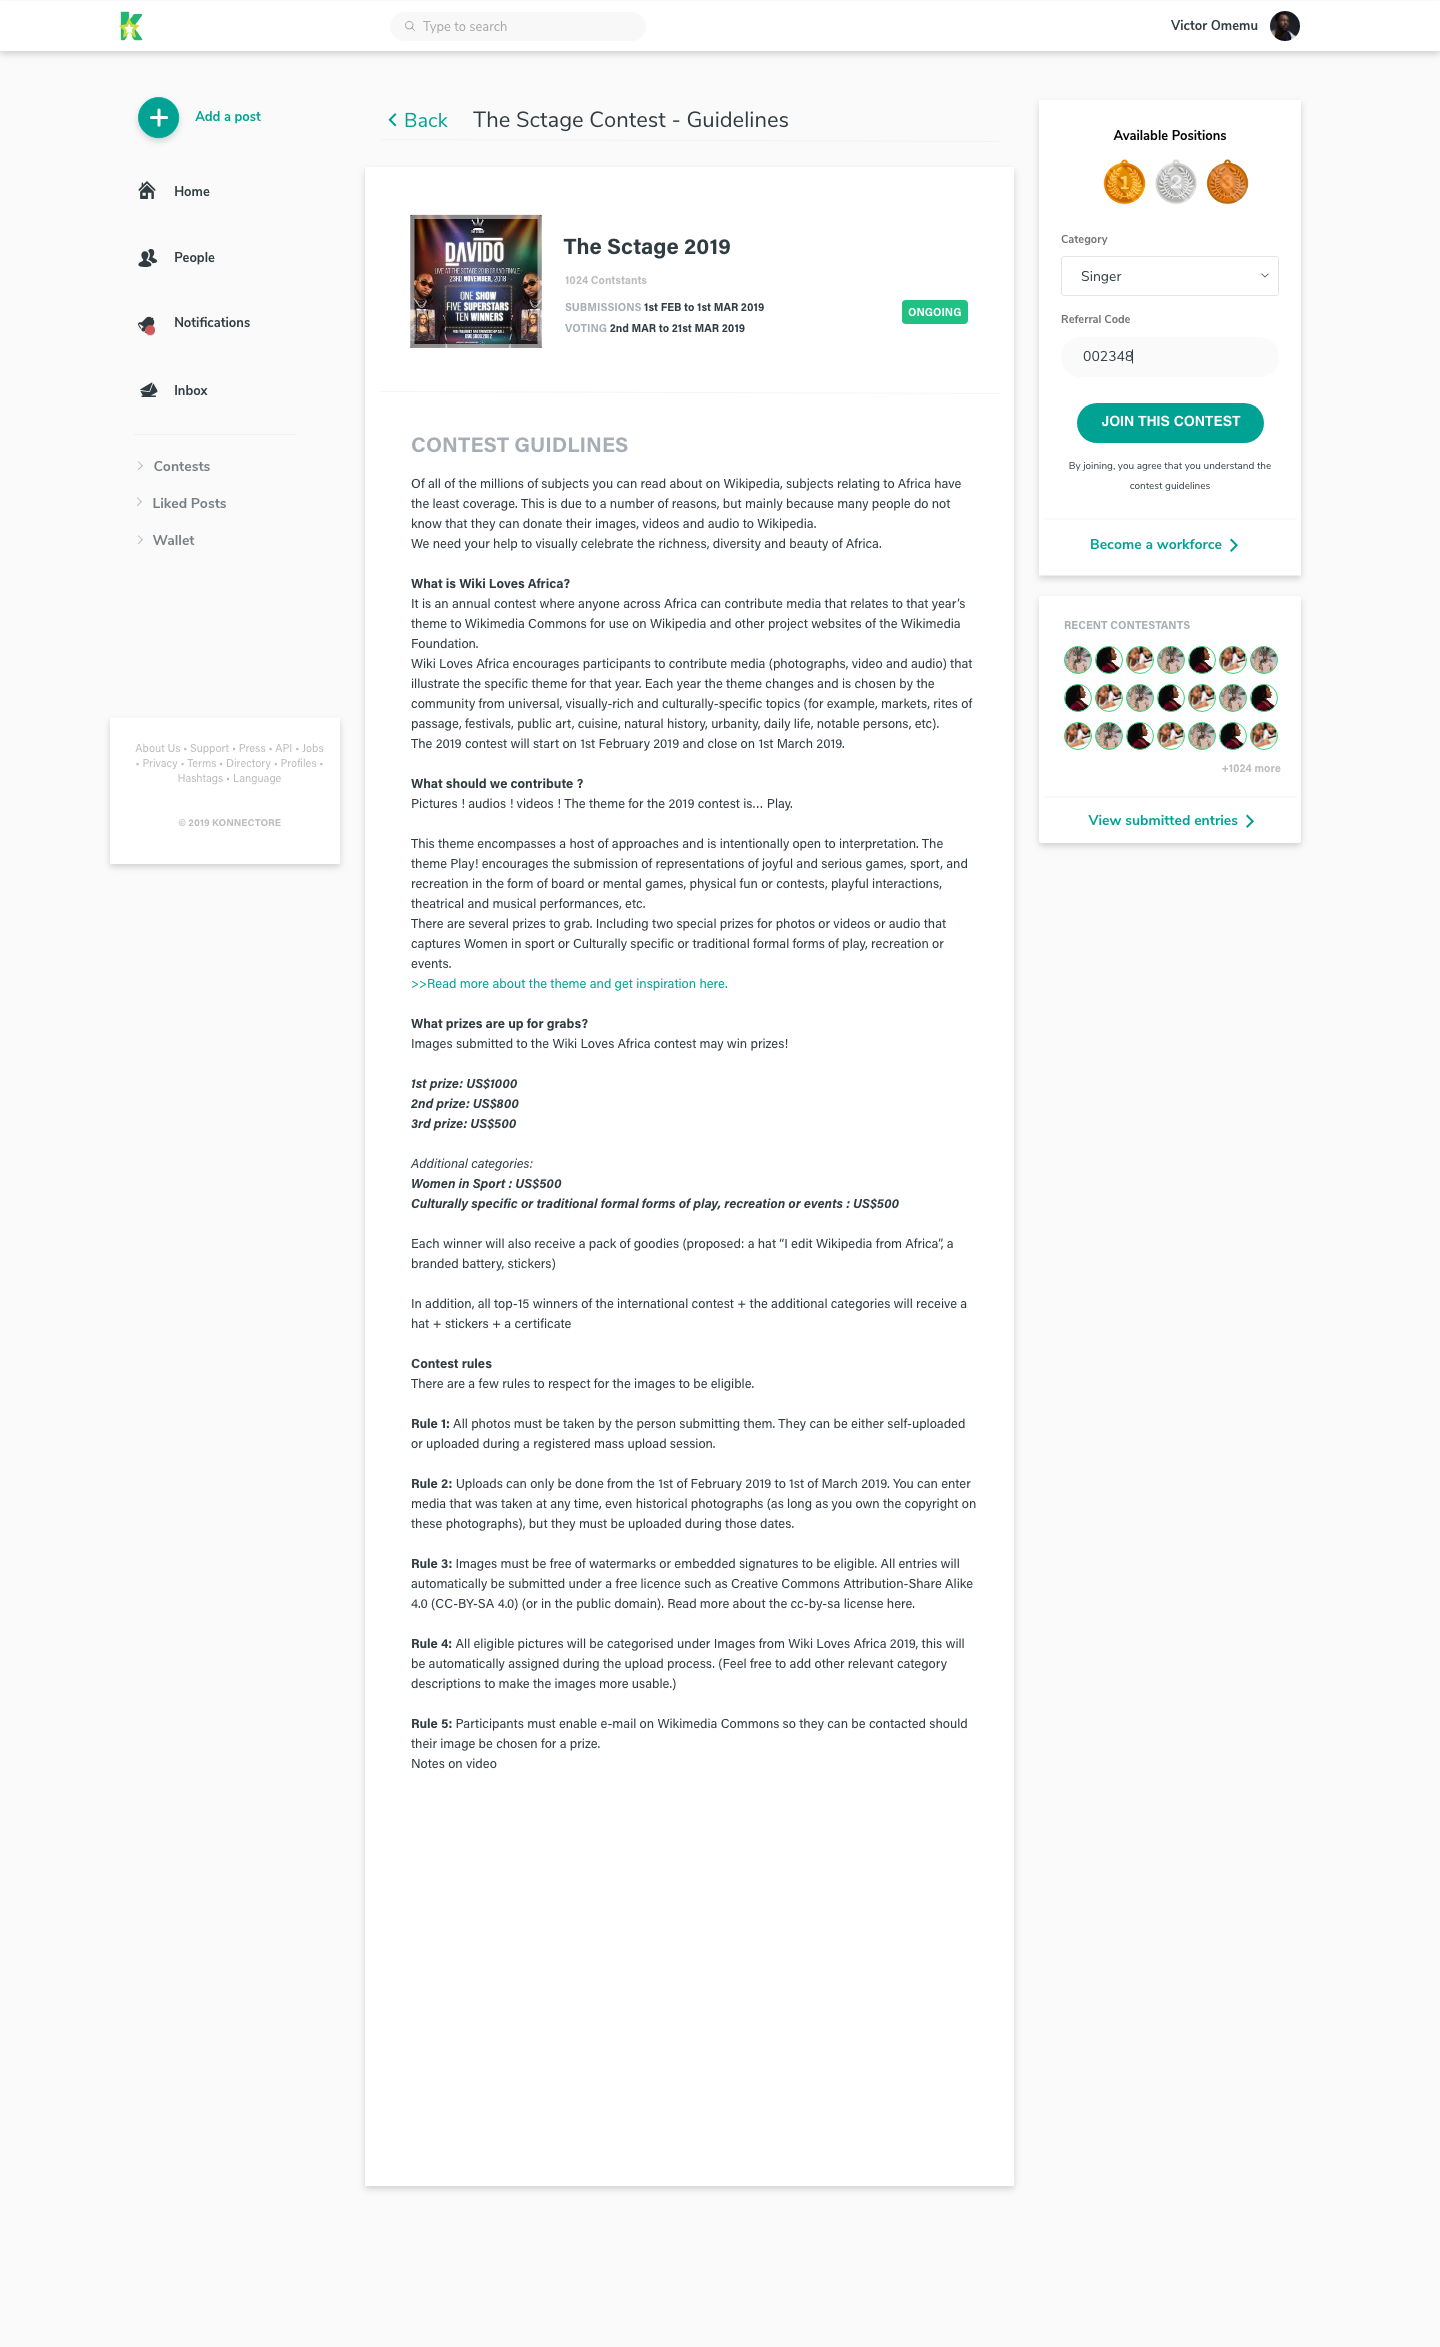 Type to search
Victor Omemu
Add a post
Home
People
Notifications
Inbox
Contests
Liked Posts
Wallet
About Us • Support • Press • API • Jobs
• Privacy • Terms • Directory • Profiles •
Hashtags • Language
© 2019 KONNECTORE
Back
The Sctage Contest - Guidelines
DAVIDO
LIVE AT THE SCTAGE 2018 GRAND FINALE
23RD NOVEMBER, 2018
ONE SHOW
FIVE SUPERSTARS
TEN WINNERS
The Sctage 2019
1024 Contstants
SUBMISSIONS 1st FEB to 1st MAR 2019
VOTING 2nd MAR to 21st MAR 2019
ONGOING
CONTEST GUIDLINES
Of all of the millions of subjects you can read about on Wikipedia, subjects relating to Africa have
the least coverage. This is due to a number of reasons, but mainly because many people do not
know that they can donate their images, videos and audio to Wikipedia.
We need your help to visually celebrate the richness, diversity and beauty of Africa.
What is Wiki Loves Africa?
It is an annual contest where anyone across Africa can contribute media that relates to that year's
theme to Wikimedia Commons for use on Wikipedia and other project websites of the Wikimedia
Foundation.
Wiki Loves Africa encourages participants to contribute media (photographs, video and audio) that
illustrate the specific theme for that year. Each year the theme changes and is chosen by the
community from universal, visually-rich and culturally-specific topics (for example, markets, rites of
passage, festivals, public art, cuisine, natural history, urbanity, daily life, notable persons, etc).
The 2019 contest will start on 1st February 2019 and close on 1st March 2019.
What should we contribute ?
Pictures ! audios ! videos ! The theme for the 2019 contest is… Play.
This theme encompasses a host of approaches and is intentionally open to interpretation. The
theme Play! encourages the submission of representations of joyful and serious games, sport, and
recreation in the form of board or mental games, physical fun or contests, playful interactions,
theatrical and musical performances, etc.
There are several prizes to grab. Including two special prizes for photos or videos or audio that
captures Women in sport or Culturally specific or traditional formal forms of play, recreation or
events.
>>Read more about the theme and get inspiration here.
What prizes are up for grabs?
Images submitted to the Wiki Loves Africa contest may win prizes!
1st prize: US$1000
2nd prize: US$800
3rd prize: US$500
Additional categories:
Women in Sport : US$500
Culturally specific or traditional formal forms of play, recreation or events : US$500
Each winner will also receive a pack of goodies (proposed: a hat “I edit Wikipedia from Africa”, a
branded battery, stickers)
In addition, all top-15 winners of the international contest + the additional categories will receive a
hat + stickers + a certificate
Contest rules
There are a few rules to respect for the images to be eligible.
Rule 1: All photos must be taken by the person submitting them. They can be either self-uploaded
or uploaded during a registered mass upload session.
Rule 2: Uploads can only be done from the 1st of February 2019 to 1st of March 2019. You can enter
media that was taken at any time, even historical photographs (as long as you own the copyright on
these photographs), but they must be uploaded during those dates.
Rule 3: Images must be free of watermarks or embedded signatures to be eligible. All entries will
automatically be submitted under a free licence such as Creative Commons Attribution-Share Alike
4.0 (CC-BY-SA 4.0) (or in the public domain). Read more about the cc-by-sa license here.
Rule 4: All eligible pictures will be categorised under Images from Wiki Loves Africa 2019, this will
be automatically assigned during the upload process. (Feel free to add other relevant category
descriptions to make the images more usable.)
Rule 5: Participants must enable e-mail on Wikimedia Commons so they can be contacted should
their image be chosen for a prize.
Notes on video
Available Positions
1 2 3
Category
Singer
Referral Code
002348
JOIN THIS CONTEST
By joining, you agree that you understand the
contest guidelines
Become a workforce
RECENT CONTESTANTS
+1024 more
View submitted entries